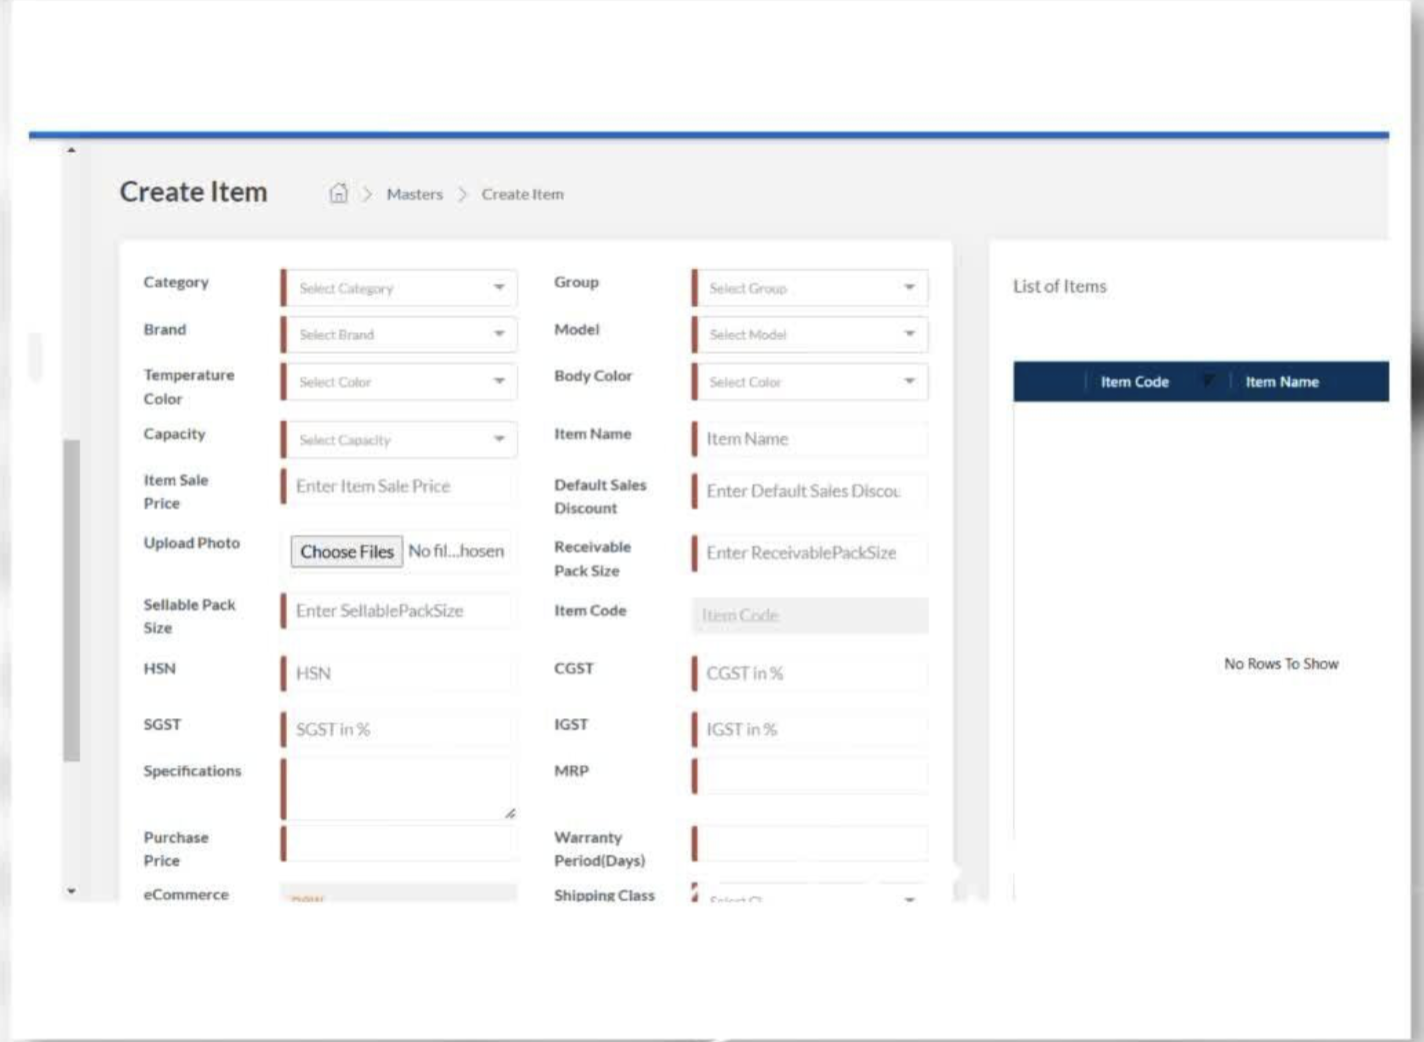 Create Item
Masters
Create Item
Category
Select Category
Group
Select Group
List of Items
Brand
Select Brand
Model
Select Model
Temperature
Color
Select Color
Body Color
Select Color
Item Code
Item Name
Capacity
Select Capacity
Item Name
Item Name
Item Sale
Price
Enter Item Sale Price
Default Sales
Discount
Enter Default Sales Discou
Upload Photo
Choose Files No fil...hosen
Receivable
Pack Size
Enter ReceivablePackSize
Sellable Pack
Size
Enter SellablePackSize
Item Code
Item Code
No Rows To Show
HSN
HSN
CGST
CGST in %
SGST
SGST in %
IGST
IGST in %
Specifications
MRP
Purchase
Price
Warranty
Period(Days)
eCommerce
new
Shipping Class
Select Cl